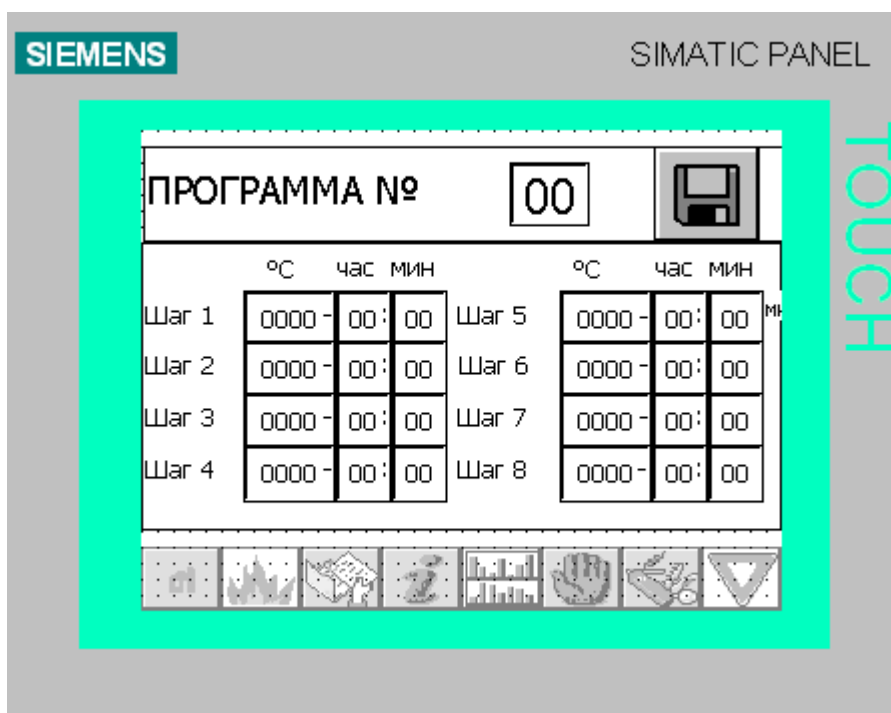 SIEMENS SIMATIC PANEL
TOUCH
ПРОГРАММА № 00
ºC час мин ºC час мин
Шаг 1 0000 - 00 : 00 Шаг 5 0000 - 00 : 00
Шаг 2 0000 - 00 : 00 Шаг 6 0000 - 00 : 00
Шаг 3 0000 - 00 : 00 Шаг 7 0000 - 00 : 00
Шаг 4 0000 - 00 : 00 Шаг 8 0000 - 00 : 00